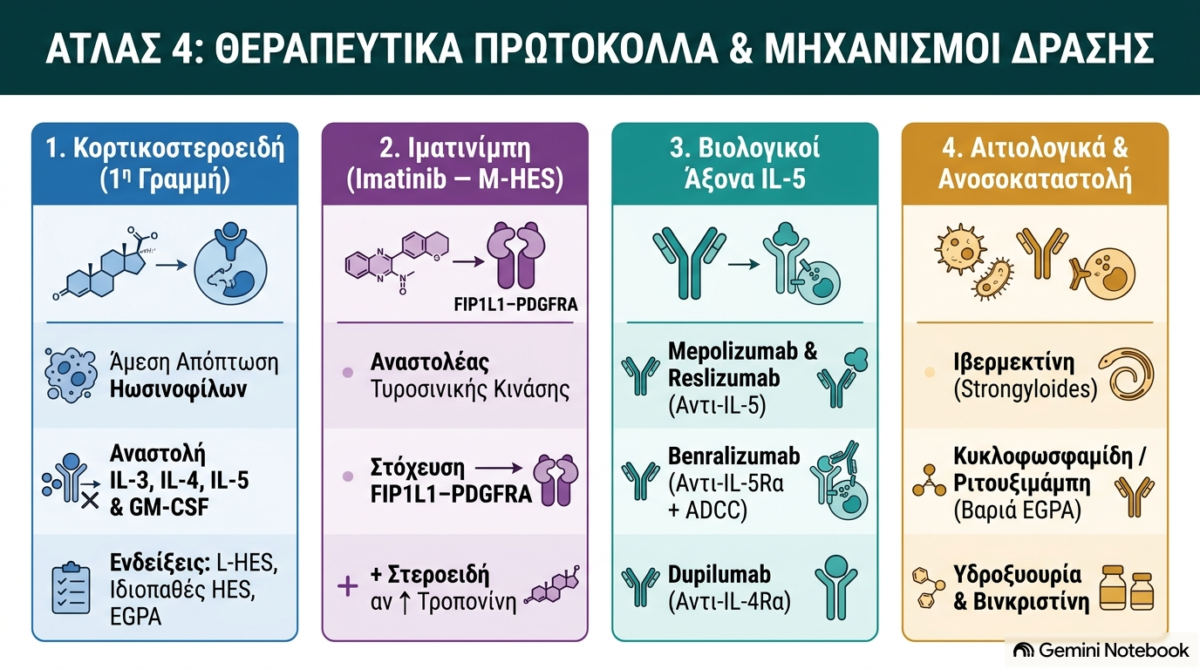 ΑΤΛΑΣ 4: ΘΕΡΑΠΕΥΤΙΚΑ ΠΡΩΤΟΚΟΛΛΑ & ΜΗΧΑΝΙΣΜΟΙ ΔΡΑΣΗΣ
1. Κορτικοστεροειδή
(1η Γραμμή)
Άμεση Απόπτωση
Ηωσινοφίλων
Αναστολή
IL-3, IL-4, IL-5
& GM-CSF
Ενδείξεις: L-HES,
Ιδιοπαθές HES,
EGPA
2. Ιματινίμπη
(Imatinib — M-HES)
FIP1L1–PDGFRA
Αναστολέας
Τυροσινικής Κινάσης
Στόχευση
FIP1L1–PDGFRA
+ Στεροειδή
αν ↑ Τροπονίνη
3. Βιολογικοί
Άξονα IL-5
Mepolizumab &
Reslizumab
(Αντι-IL-5)
Benralizumab
(Αντι-IL-5Rα
+ ADCC)
Dupilumab
(Αντι-IL-4Rα)
4. Αιτιολογικά &
Ανοσοκαταστολή
Ιβερμεκτίνη
(Strongyloides)
Κυκλοφωσφαμίδη /
Ριτουξιμάμπη
(Βαριά EGPA)
Υδροξυουρία
& Βινκριστίνη
Gemini Notebook